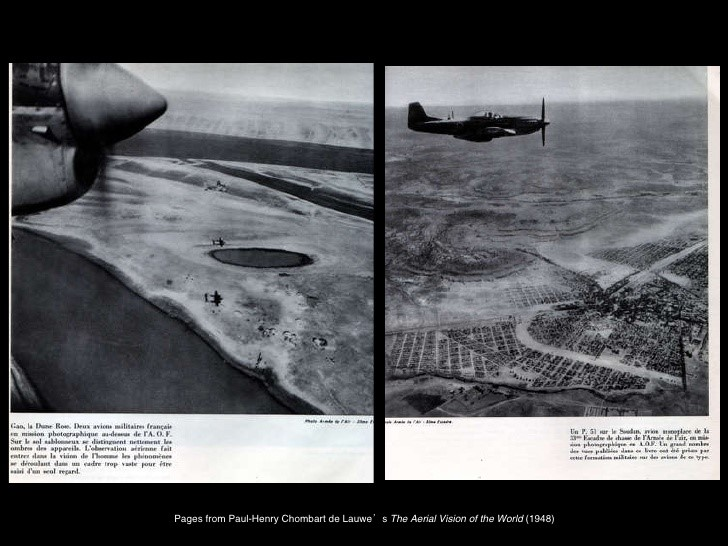 Photo Armée de l'Air - 33me E
Gao, la Dune Rose. Deux avions militaires français
en mission photographique au-dessus de l'A. O. F.
Sur le sol sablonneux se distinguent nettement les
ombres des appareils. L'observation aérienne fait
entrer dans la vision de l'homme les phénomènes
se déroulant dans un cadre trop vaste pour être
saisi d'un seul regard.
Armée de l'Air - 33me Escadre.
Un P. 51 sur le Soudan, avion monoplace de la
33me Escadre de chasse de l'Armée de l'air, en mis-
sion photographique en A.O.F. Un grand nombre
des vues publiées dans ce livre ont été prises par
cette formation militaire sur des avions de ce type.
Pages from Paul-Henry Chombart de Lauwe´s The Aerial Vision of the World (1948)